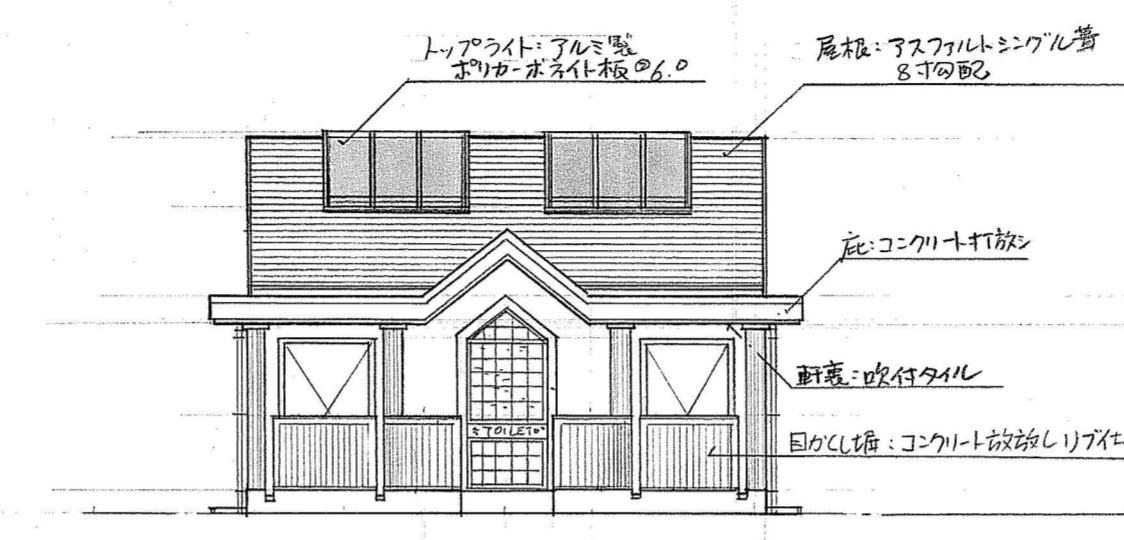 トップライト：アルミ製
ポリカーボネイト板 ⌀6.0
屋根：アスファルトシングル葺
8寸勾配
庇：コンクリート打放シ
軒裏：吹付タイル
目かくし塀：コンクリート放放しリブ仕
TOILET